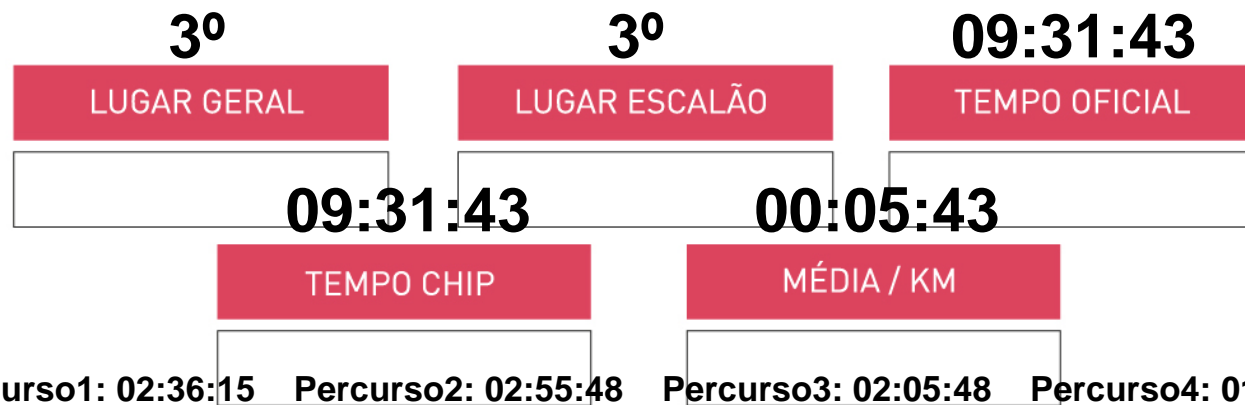 3º 3º 09:31:43
LUGAR GERAL LUGAR ESCALÃO TEMPO OFICIAL
09:31:43 00:05:43
TEMPO CHIP MÉDIA / KM
urso1: 02:36:15 Percurso2: 02:55:48 Percurso3: 02:05:48 Percurso4: 01